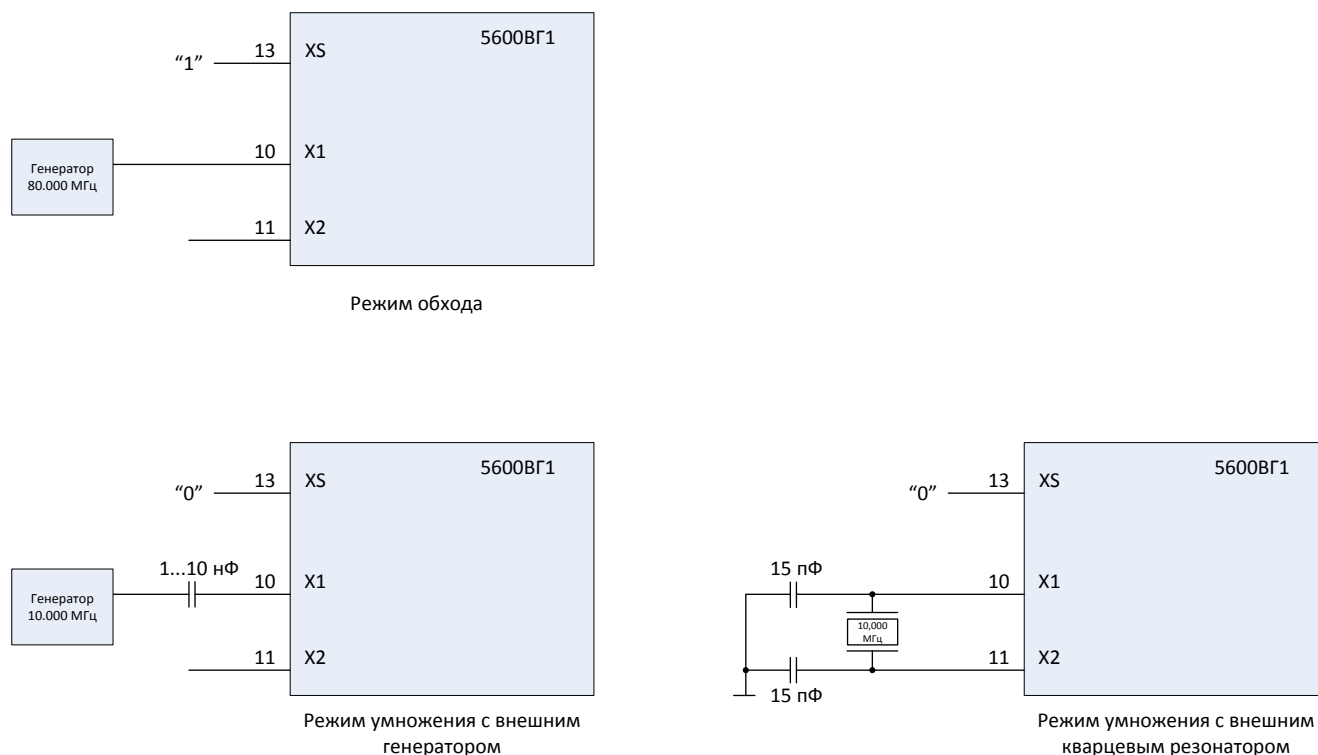 5600ВГ1
“1”
13
XS
Генератор
80.000 МГц
10
X1
11
X2
Режим обхода
5600ВГ1
“0”
13
XS
1...10 нФ
Генератор
10.000 МГц
10
X1
11
X2
Режим умножения с внешним
генератором
5600ВГ1
“0”
13
XS
15 пФ
10
X1
10,000
МГц
11
X2
15 пФ
Режим умножения с внешним
кварцевым резонатором